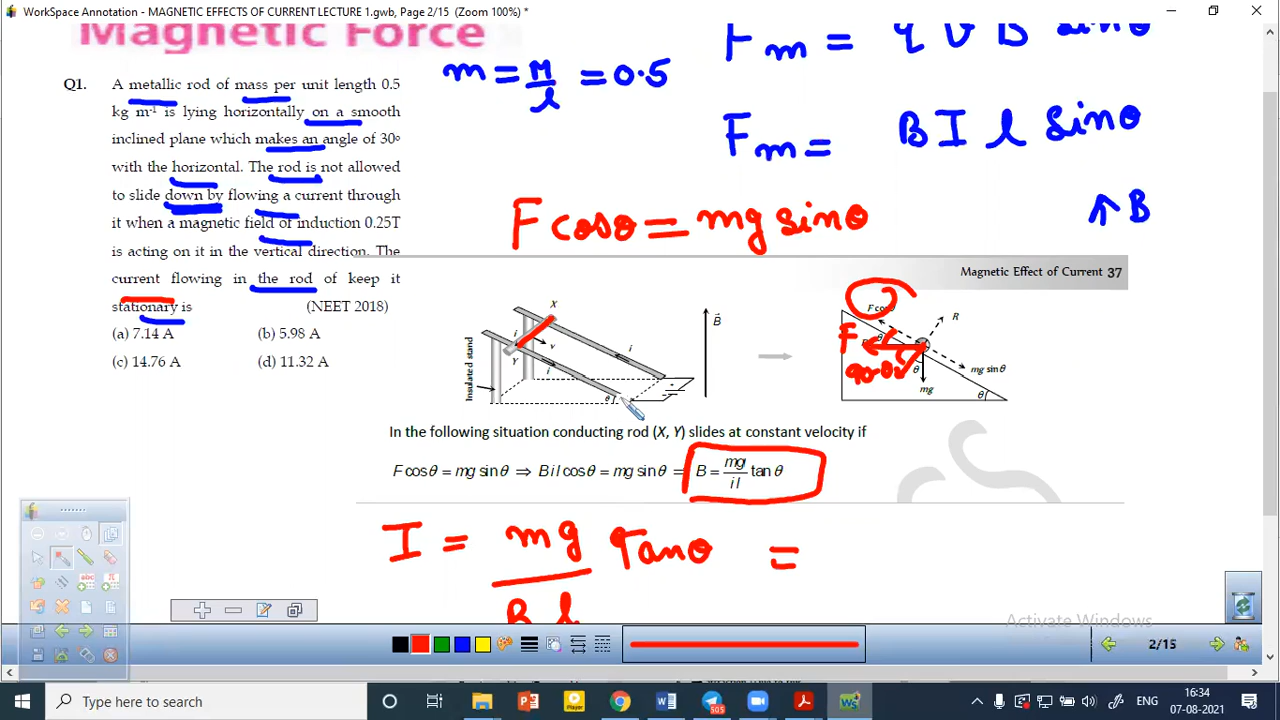 WorkSpace Annotation - MAGNETIC EFFECTS OF CURRENT LECTURE 1.gwb, Page 2/15 (Zoom 100%) *
Magnetic Force
Fm = q v B sinθ
m = M/l = 0.5
Q1. A metallic rod of mass per unit length 0.5
kg m-1 is lying horizontally on a smooth
inclined plane which makes an angle of 30o
with the horizontal. The rod is not allowed
to slide down by flowing a current through
it when a magnetic field of induction 0.25T
is acting on it in the vertical direction. The
current flowing in the rod of keep it
stationary is (NEET 2018)
(a) 7.14 A (b) 5.98 A
(c) 14.76 A (d) 11.32 A
Fm = B I l sinθ
↑ B
F cosθ = mg sinθ
Magnetic Effect of Current 37
X
i
v
Y
i
i
θ
Insulated stand
B
R
F
90-θ
θ
mg sinθ
mg
θ
In the following situation conducting rod (X, Y) slides at constant velocity if
F cosθ = mg sinθ ⇒ B i l cosθ = mg sinθ ⇒ B = mg/il tanθ
I = mg/B l Tanθ =
Activate Windows
2/15
Type here to search
ENG
16:34
07-08-2021